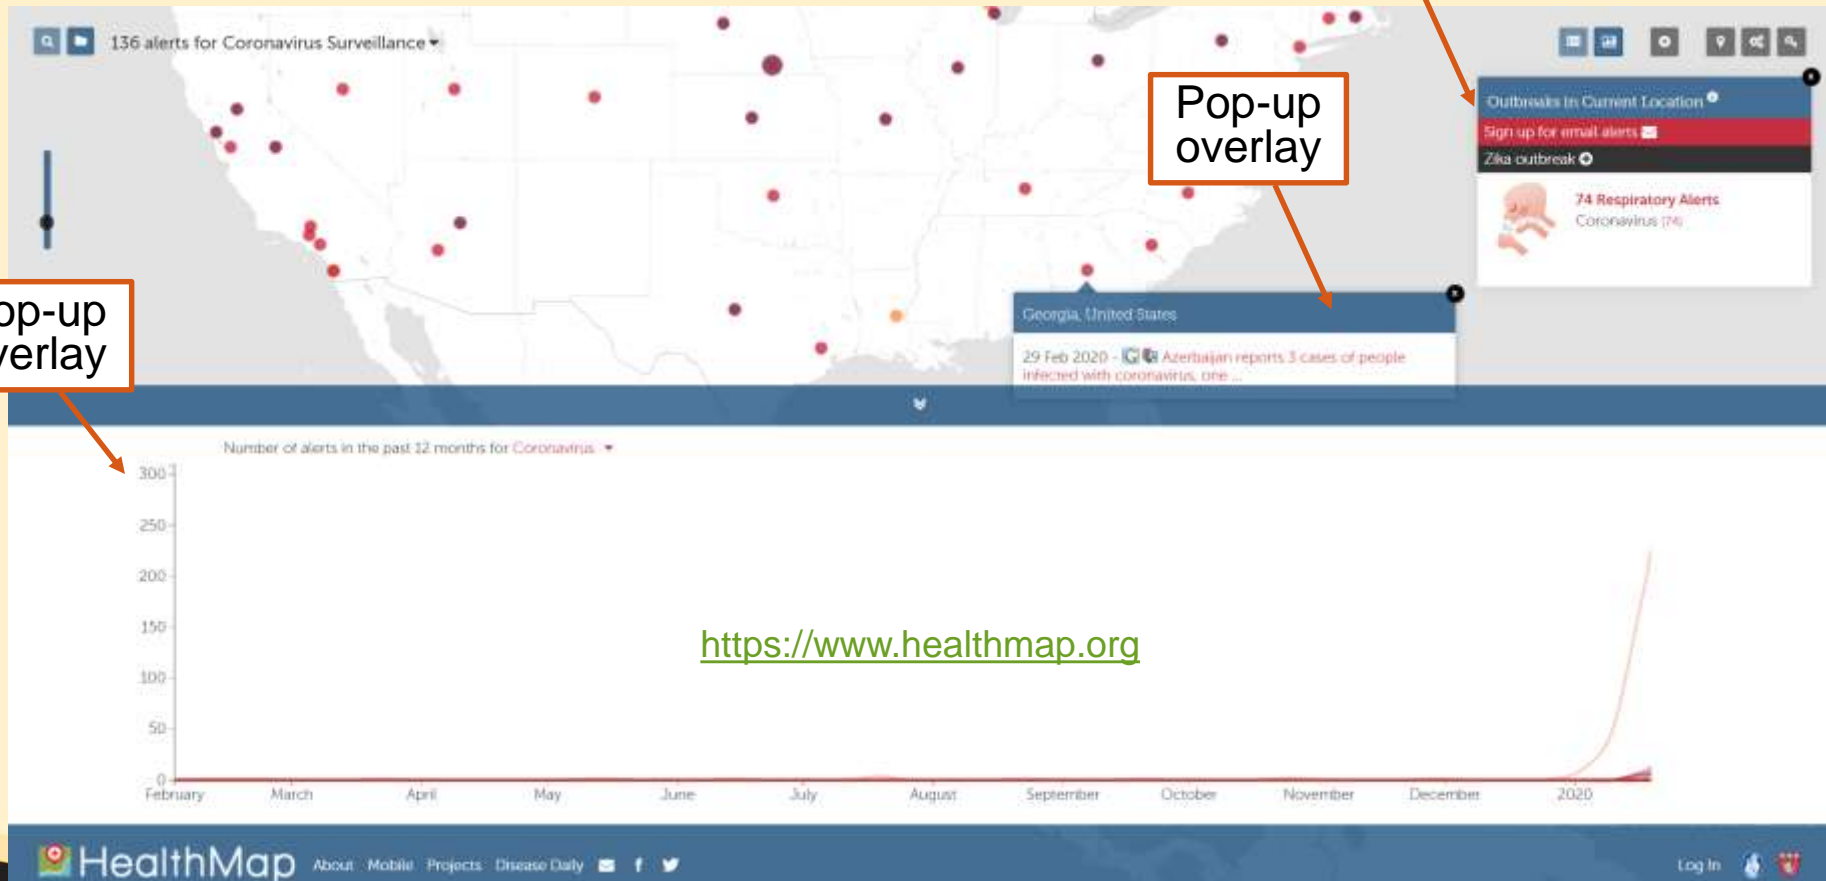 136 alerts for Coronavirus Surveillance
Pop-up
overlay
Outbreaks in Current Location
Sign up for email alerts
Zika outbreak
74 Respiratory Alerts
Coronavirus (74)
op-up
verlay
Georgia, United States
29 Feb 2020 - Azerbaijan reports 3 cases of people
infected with coronavirus, one ...
Number of alerts in the past 12 months for Coronavirus
300
250
200
150
100
50
0
February March April May June July August September October November December 2020
https://www.healthmap.org
HealthMap About Mobile Projects Disease Daily Log In